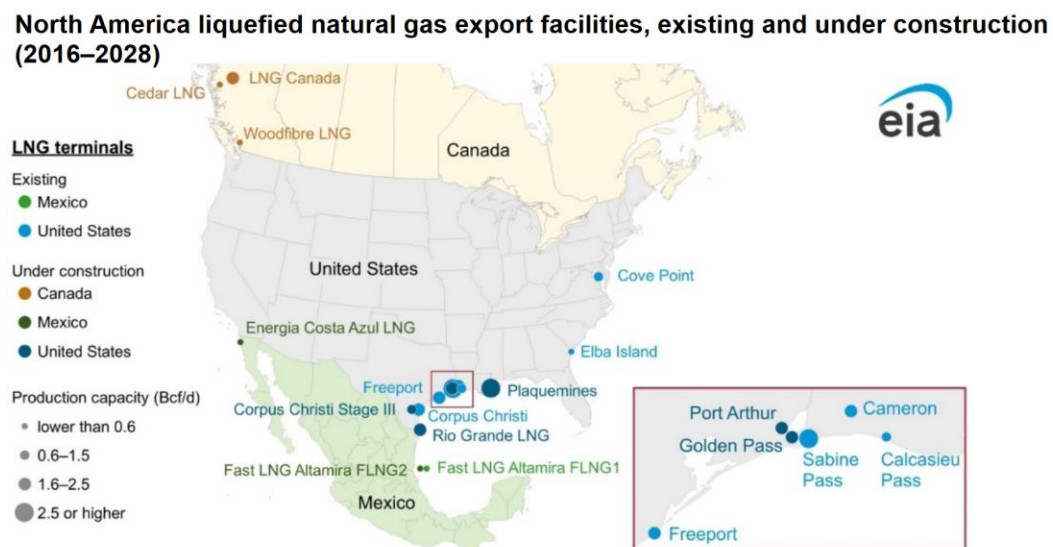 North America liquefied natural gas export facilities, existing and under construction
(2016–2028)
LNG Canada
Cedar LNG
Woodfibre LNG
eia
LNG terminals
Existing
Mexico
United States
Under construction
Canada
Mexico
United States
Production capacity (Bcf/d)
lower than 0.6
0.6–1.5
1.6–2.5
2.5 or higher
Canada
United States
Cove Point
Energia Costa Azul LNG
Elba Island
Freeport
Plaquemines
Corpus Christi Stage III
Corpus Christi
Rio Grande LNG
Fast LNG Altamira FLNG2
Fast LNG Altamira FLNG1
Mexico
Port Arthur
Cameron
Golden Pass
Sabine
Pass
Calcasieu
Pass
Freeport